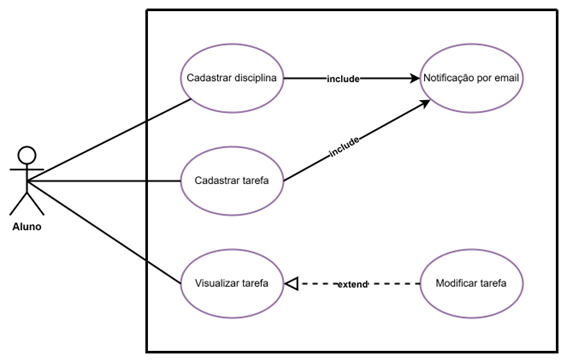 Cadastrar disciplina
include
Notificação por email
include
Cadastrar tarefa
Aluno
Visualizar tarefa
extend
Modificar tarefa